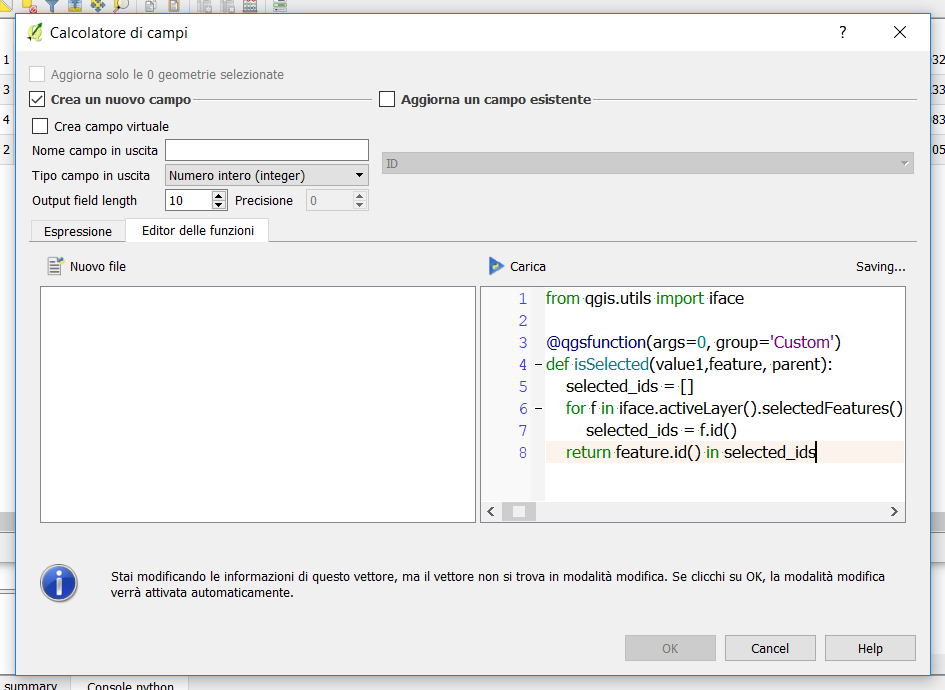 Calcolatore di campi
?
1
32
Aggiorna solo le 0 geometrie selezionate
3
33
Crea un nuovo campo
Aggiorna un campo esistente
4
83
Crea campo virtuale
2
05
Nome campo in uscita
ID
Tipo campo in uscita
Numero intero (integer)
Output field length
10
Precisione
0
Espressione
Editor delle funzioni
Nuovo file
Carica
Saving...
1 from qgis.utils import iface
2
3 @qgsfunction(args=0, group='Custom')
4 def isSelected(value1,feature, parent):
5 selected_ids = []
6 for f in iface.activeLayer().selectedFeatures()
7 selected_ids = f.id()
8 return feature.id() in selected_ids
Stai modificando le informazioni di questo vettore, ma il vettore non si trova in modalità modifica. Se clicchi su OK, la modalità modifica
verrà attivata automaticamente.
OK
Cancel
Help
summary
Console python